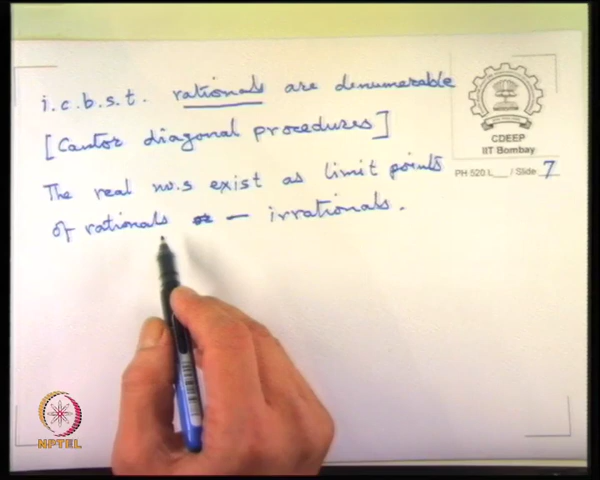 i.c.b.s.t. rationals are denumerable
[Cantor diagonal procedures]
The real no.s exist as limit points
of rationals — irrationals.
CDEEP
IIT Bombay
PH 520 L___ / Slide 7
NPTEL